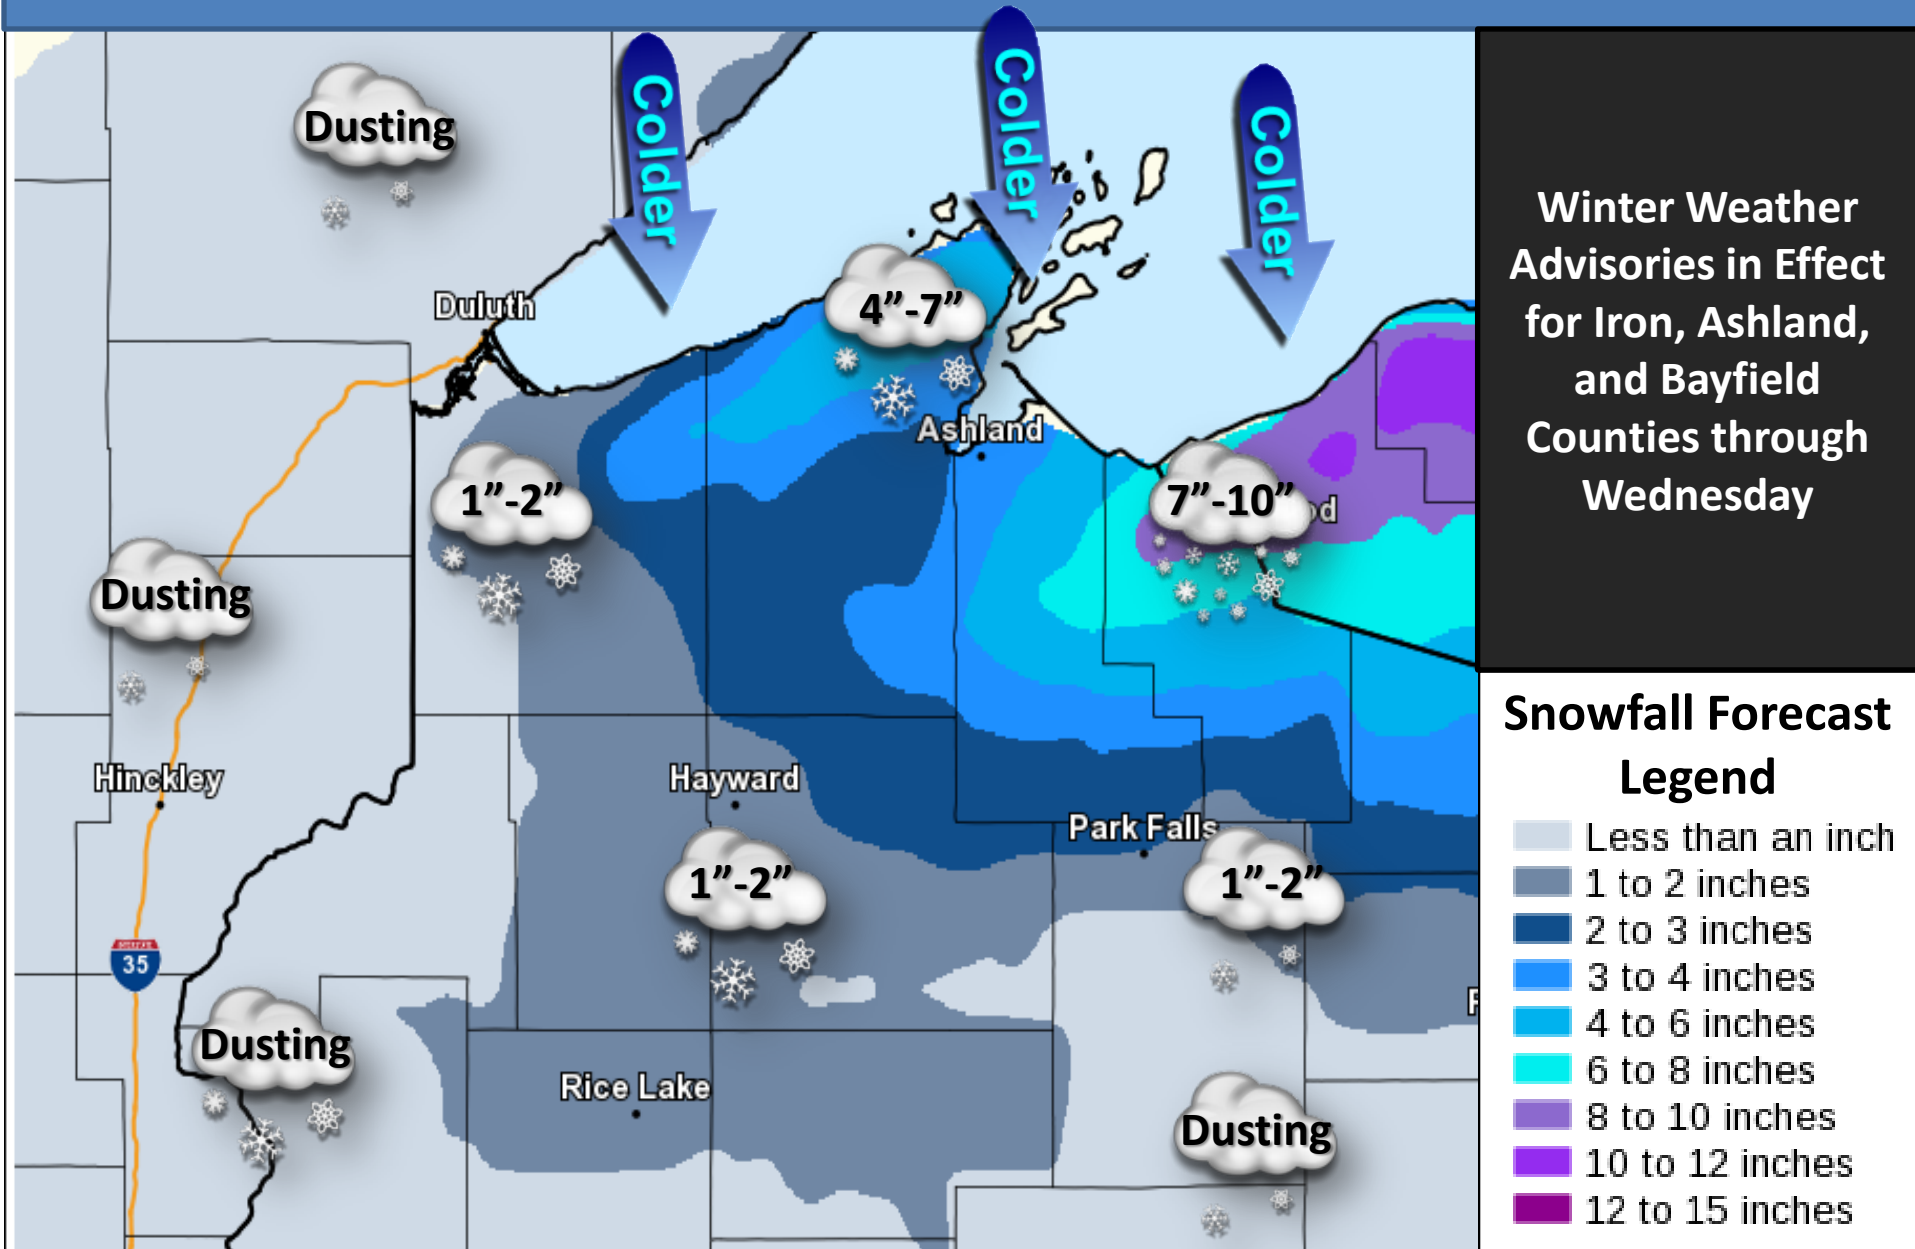 Dusting
Colder
Colder
Colder
Duluth
4”-7”
Ashland
1”-2”
7”-10”
od
Dusting
Hinckley
Hayward
Park Falls
1”-2”
1”-2”
35
Dusting
Rice Lake
Dusting
Winter Weather
Advisories in Effect
for Iron, Ashland,
and Bayfield
Counties through
Wednesday
Snowfall Forecast
Legend
Less than an inch
1 to 2 inches
2 to 3 inches
3 to 4 inches
4 to 6 inches
6 to 8 inches
8 to 10 inches
10 to 12 inches
12 to 15 inches